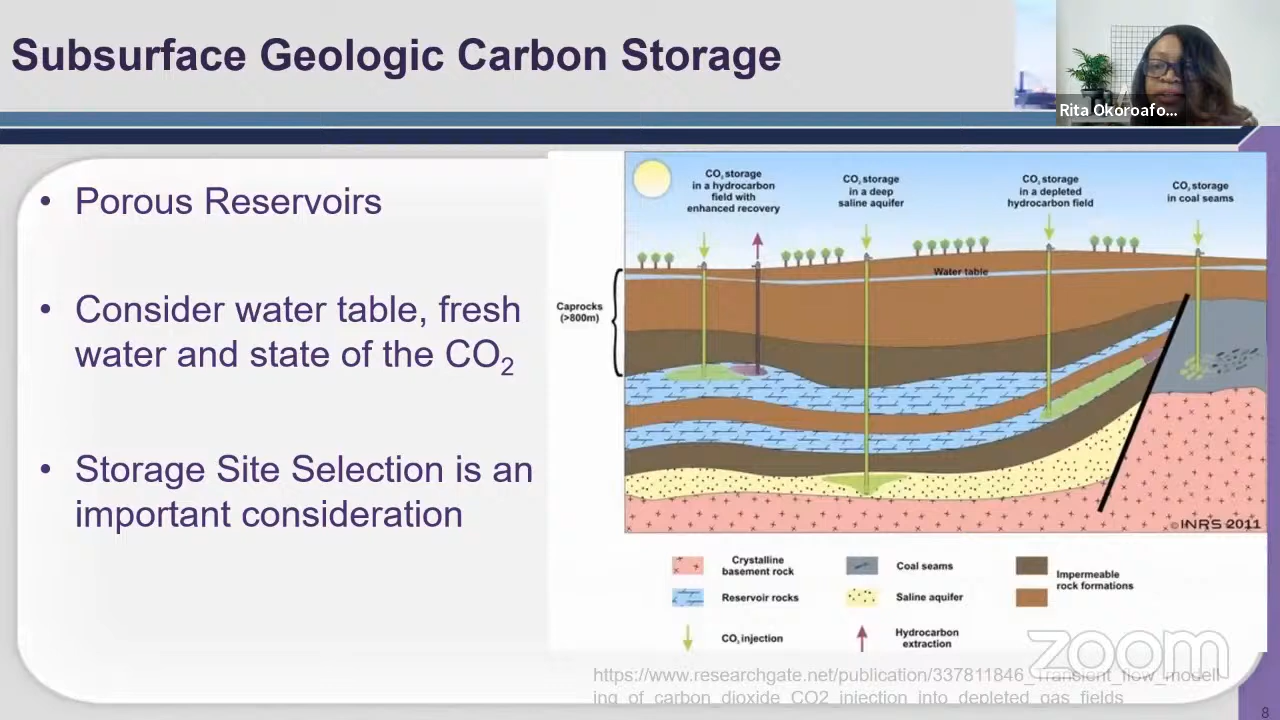 Subsurface Geologic Carbon Storage
Rita Okoroafo...
• Porous Reservoirs
• Consider water table, fresh
water and state of the CO₂
• Storage Site Selection is an
important consideration
CO₂ storage
in a hydrocarbon
field with
enhanced recovery
CO₂ storage
in a deep
saline aquifer
CO₂ storage
in a depleted
hydrocarbon field
CO₂ storage
in coal seams
Water table
Caprocks
(>800m)
©INRS 2011
Crystalline
basement rock
Coal seams
Impermeable
rock formations
Reservoir rocks
Saline aquifer
CO₂ injection
Hydrocarbon
extraction
zoom
https://www.researchgate.net/publication/337811846_Transient_flow_modell
ing_of_carbon_dioxide_CO2_injection_into_depleted_gas_fields
8